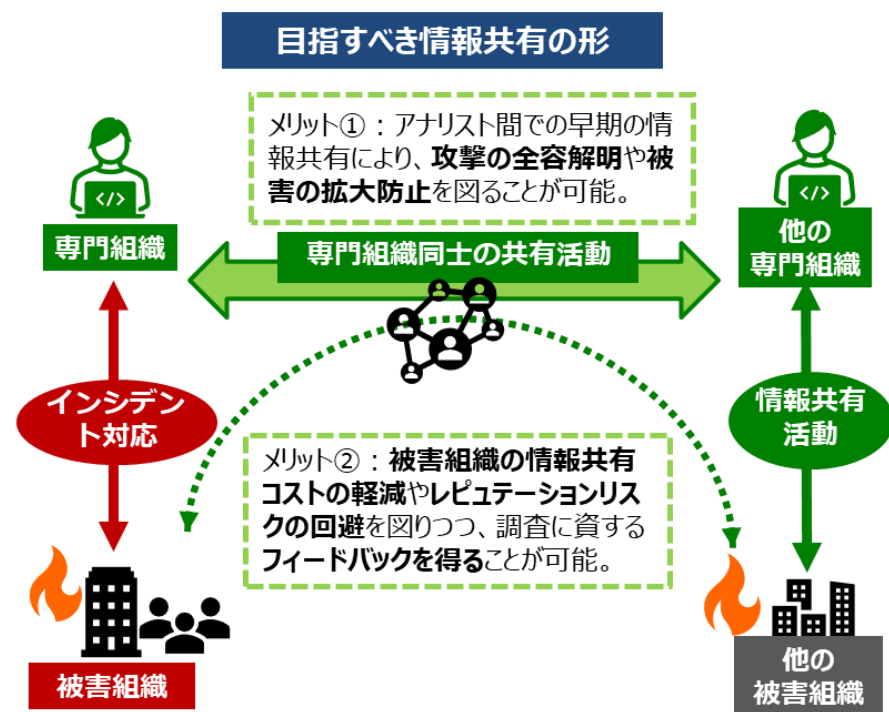 目指すべき情報共有の形
メリット①：アナリスト間での早期の情
報共有により、攻撃の全容解明や被
害の拡大防止を図ることが可能。
</>
</>
専門組織
専門組織同士の共有活動
他の
専門組織
インシデン
ト対応
情報共有
活動
メリット②：被害組織の情報共有
コストの軽減やレピュテーションリス
クの回避を図りつつ、調査に資する
フィードバックを得ることが可能。
被害組織
他の
被害組織